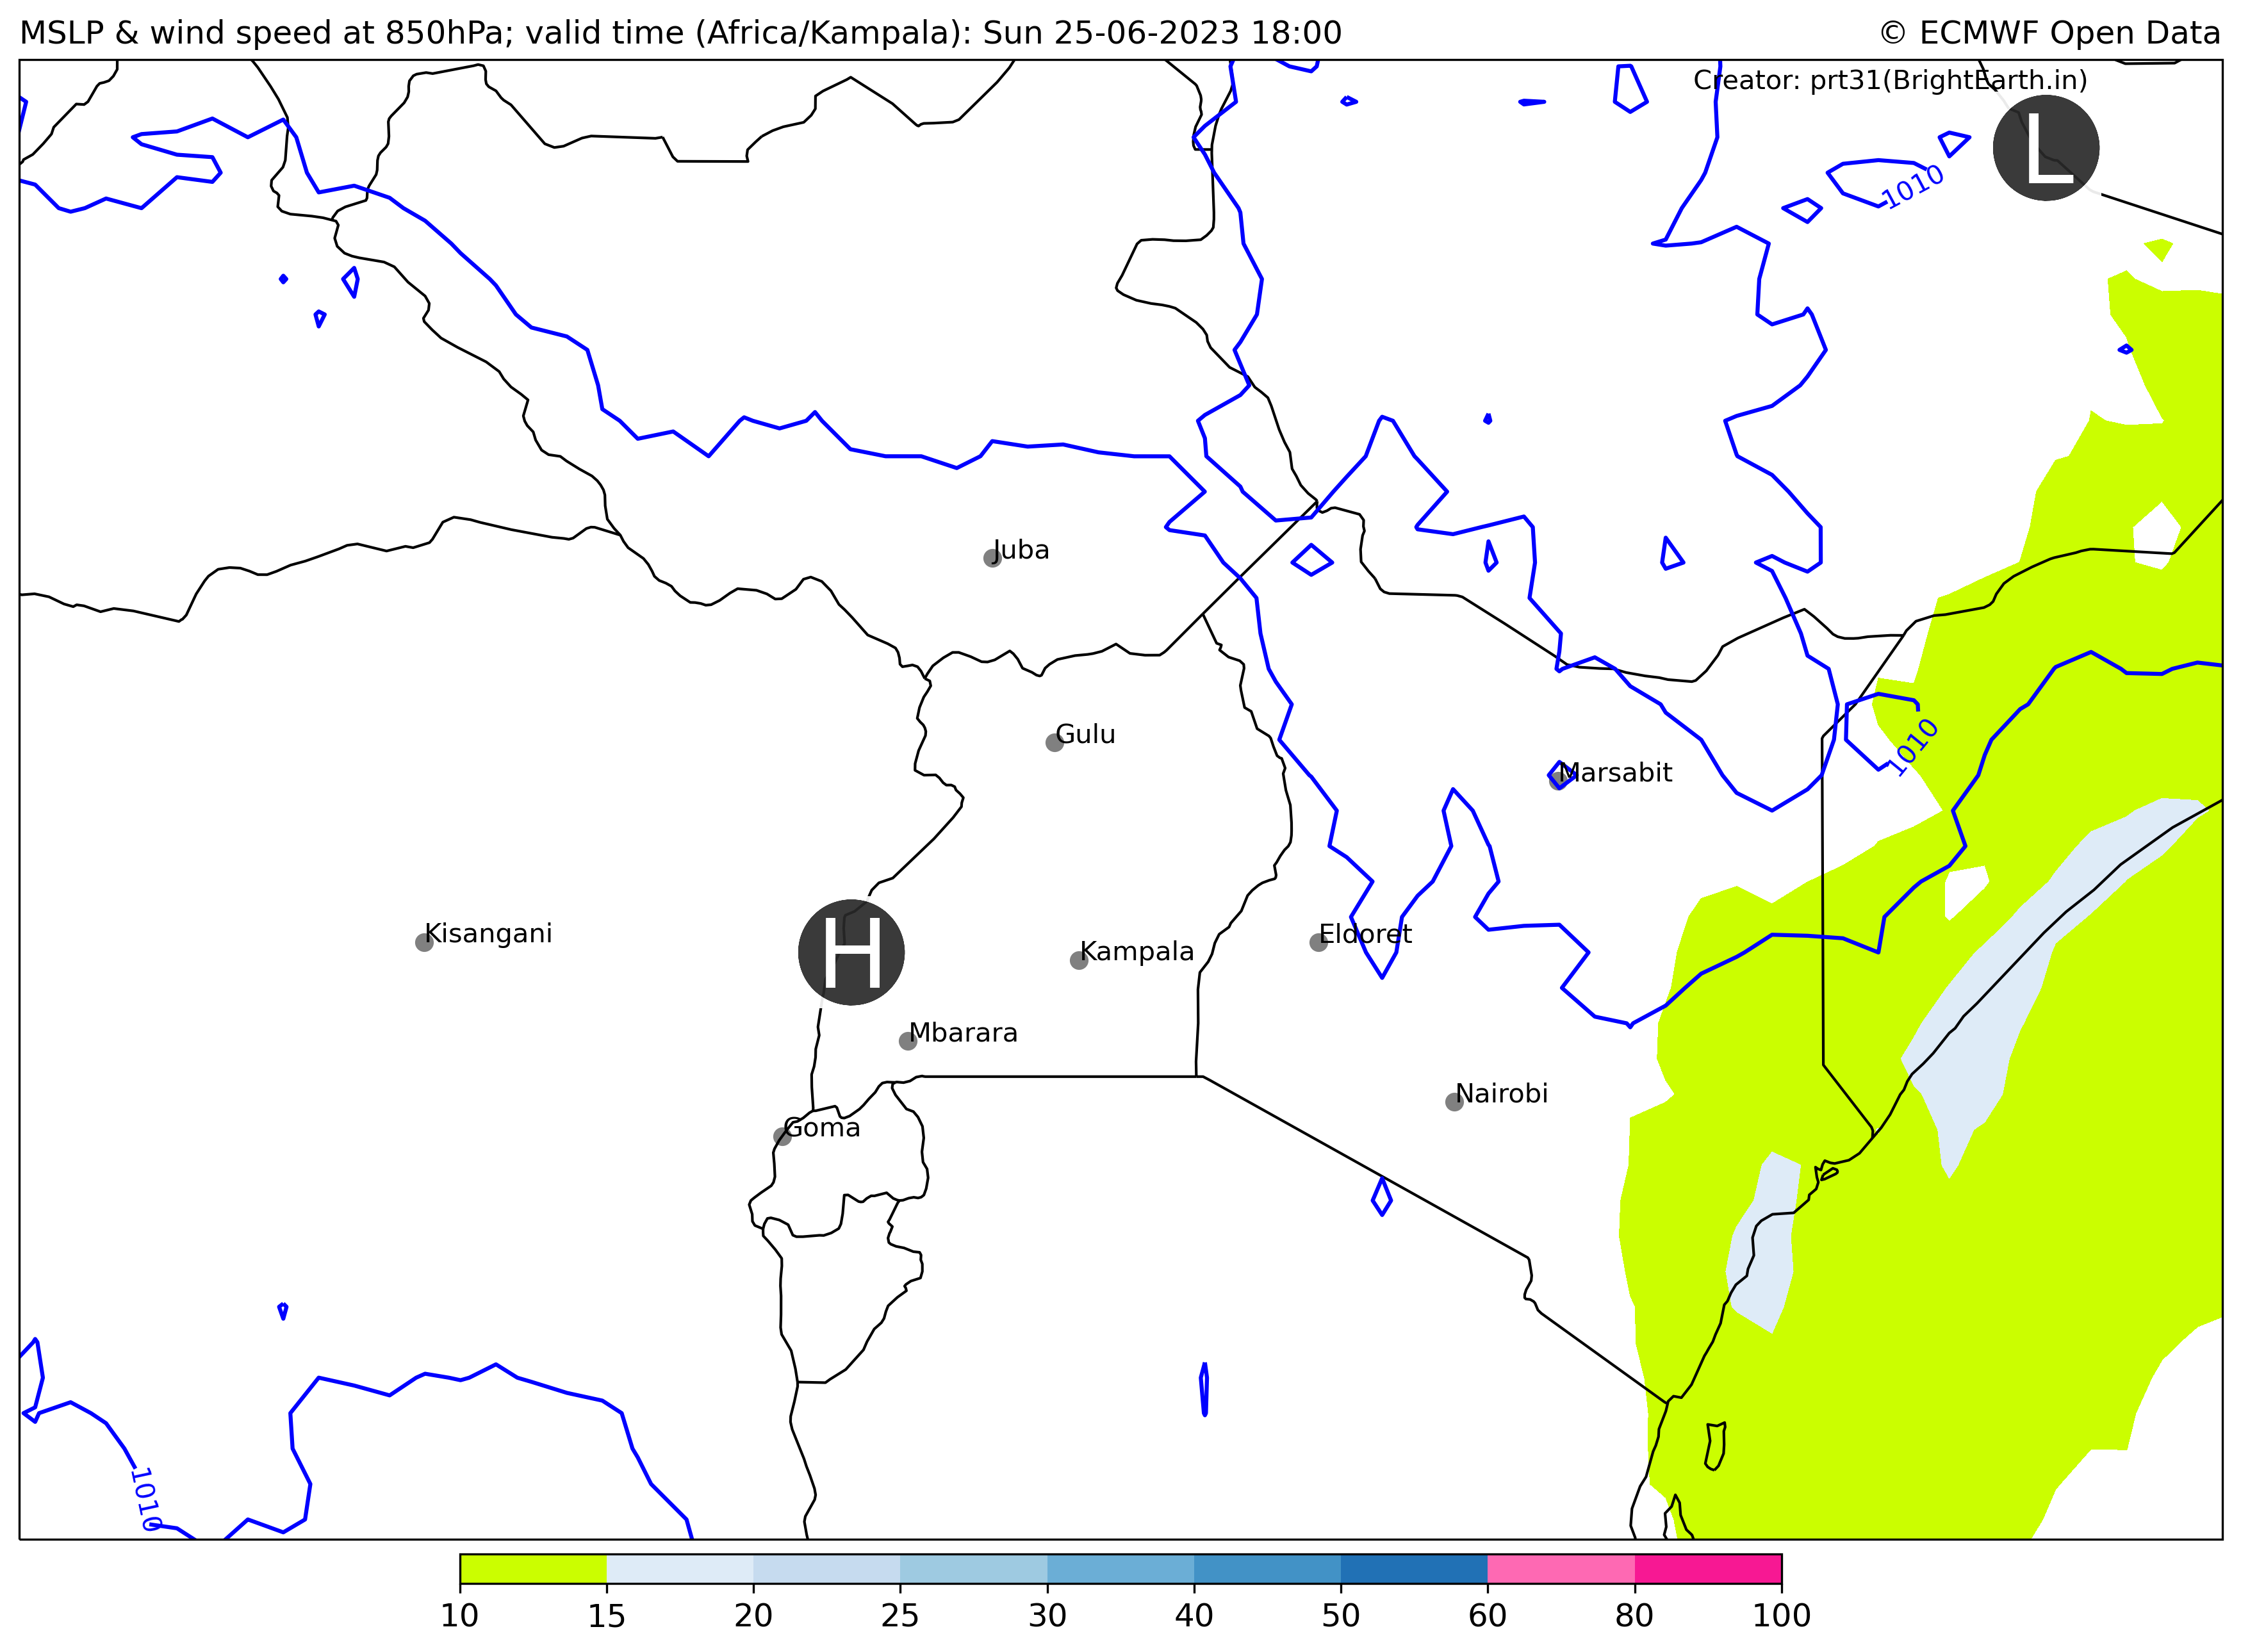 MSLP & wind speed at 850hPa; valid time (Africa/Kampala): Sun 25-06-2023 18:00
© ECMWF Open Data
Creator: prt31(BrightEarth.in)
L
1010
Juba
Gulu
1010
Marsabit
Kisangani
H
Kampala
Eldoret
Mbarara
Nairobi
Goma
1010
10 15 20 25 30 40 50 60 80 100